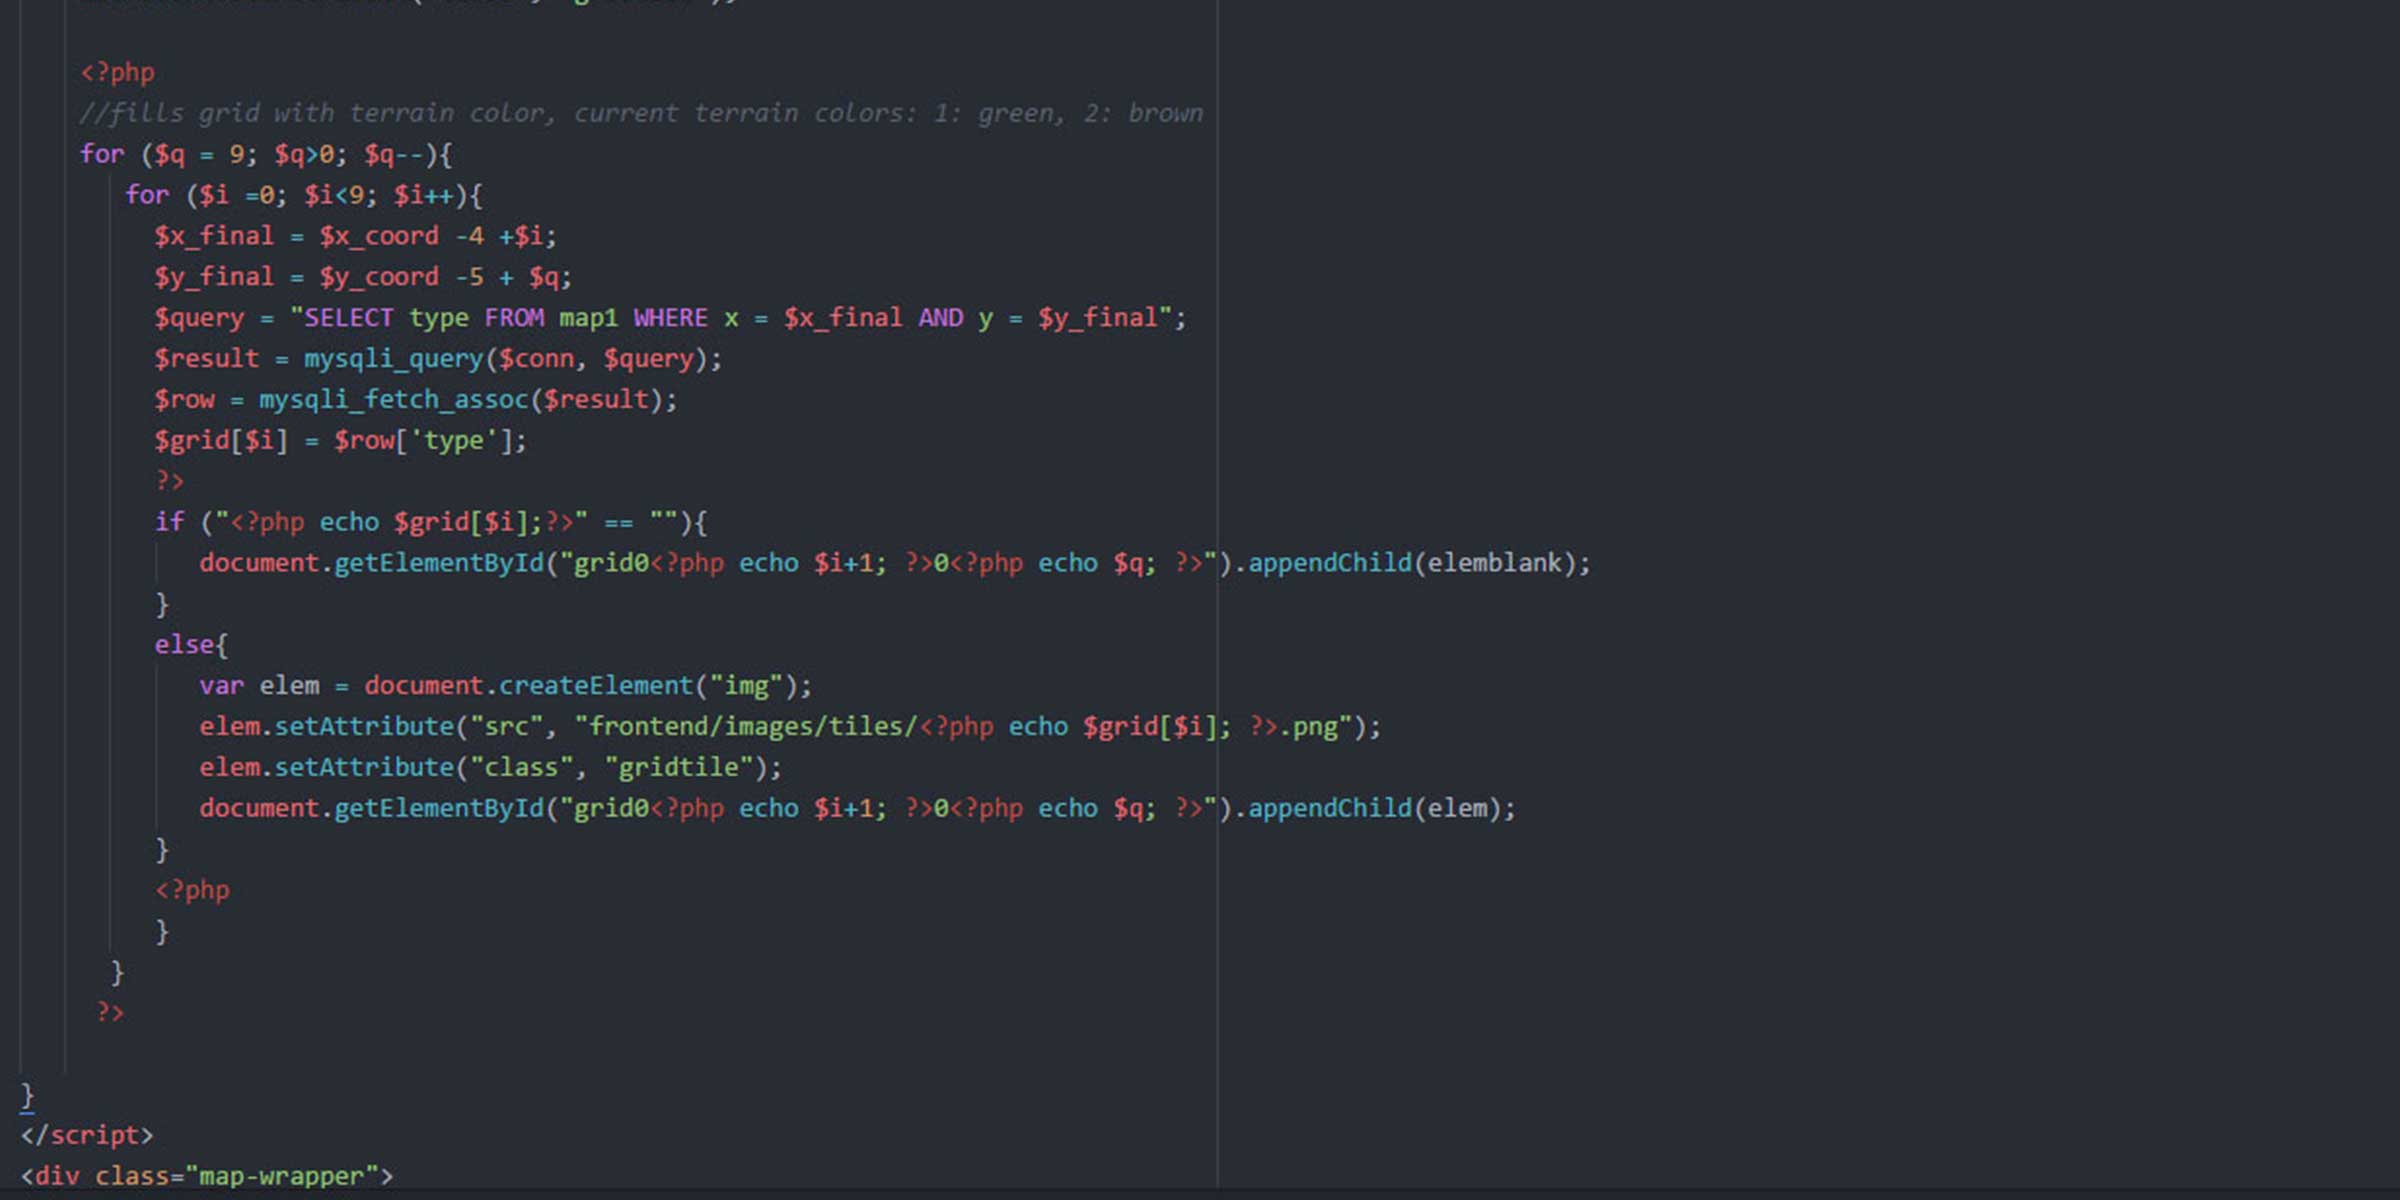 <?php
//fills grid with terrain color, current terrain colors: 1: green, 2: brown
for ($q = 9; $q>0; $q--){
for ($i =0; $i<9; $i++){
$x_final = $x_coord -4 +$i;
$y_final = $y_coord -5 + $q;
$query = "SELECT type FROM map1 WHERE x = $x_final AND y = $y_final";
$result = mysqli_query($conn, $query);
$row = mysqli_fetch_assoc($result);
$grid[$i] = $row['type'];
?>
if ("<?php echo $grid[$i];?>" == ""){
document.getElementById("grid0<?php echo $i+1; ?>0<?php echo $q; ?>").appendChild(elemblank);
}
else{
var elem = document.createElement("img");
elem.setAttribute("src", "frontend/images/tiles/<?php echo $grid[$i]; ?>.png");
elem.setAttribute("class", "gridtile");
document.getElementById("grid0<?php echo $i+1; ?>0<?php echo $q; ?>").appendChild(elem);
}
<?php
}
}
?>
}
</script>
<div class="map-wrapper">